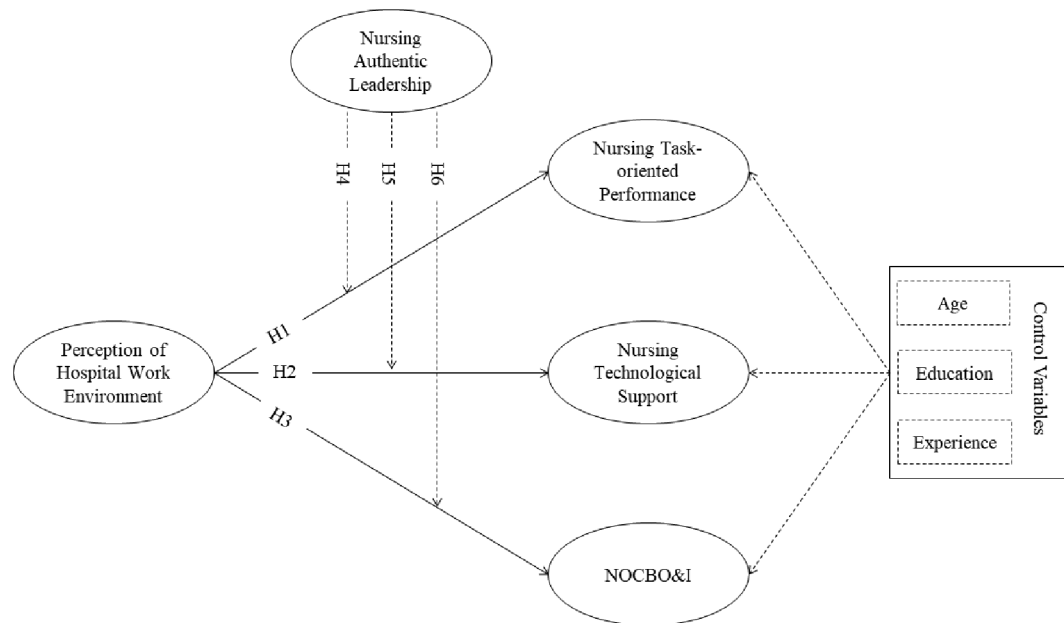 Nursing
Authentic
Leadership
H4
H5
H6
Nursing Task-
oriented
Performance
H1
Perception of
Hospital Work
Environment
H2
H3
Nursing
Technological
Support
NOCBO&I
Age
Education
Experience
Control Variables